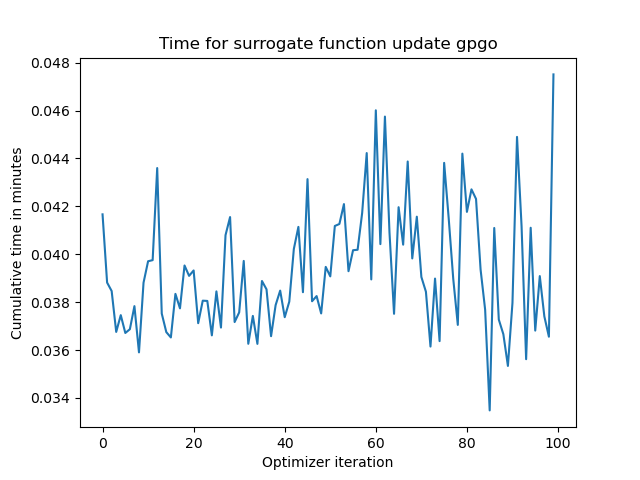 Time for surrogate function update gpgo
0.048
0.046
0.044
0.042
0.040
0.038
0.036
0.034
Cumulative time in minutes
0 20 40 60 80 100
Optimizer iteration